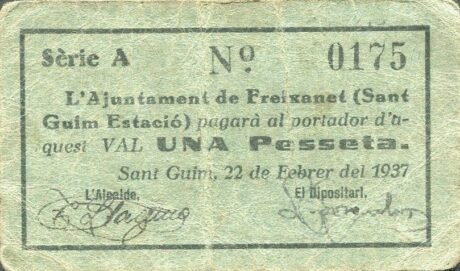 Sèrie A Nº 0175
L'Ajuntament de Freixanet (Sant
Guim Estació) pagarà al portador d'a-
quest VAL UNA Pesseta.
Sant Guim, 22 de Febrer del 1937
L'Alcalde, El Dipositari,